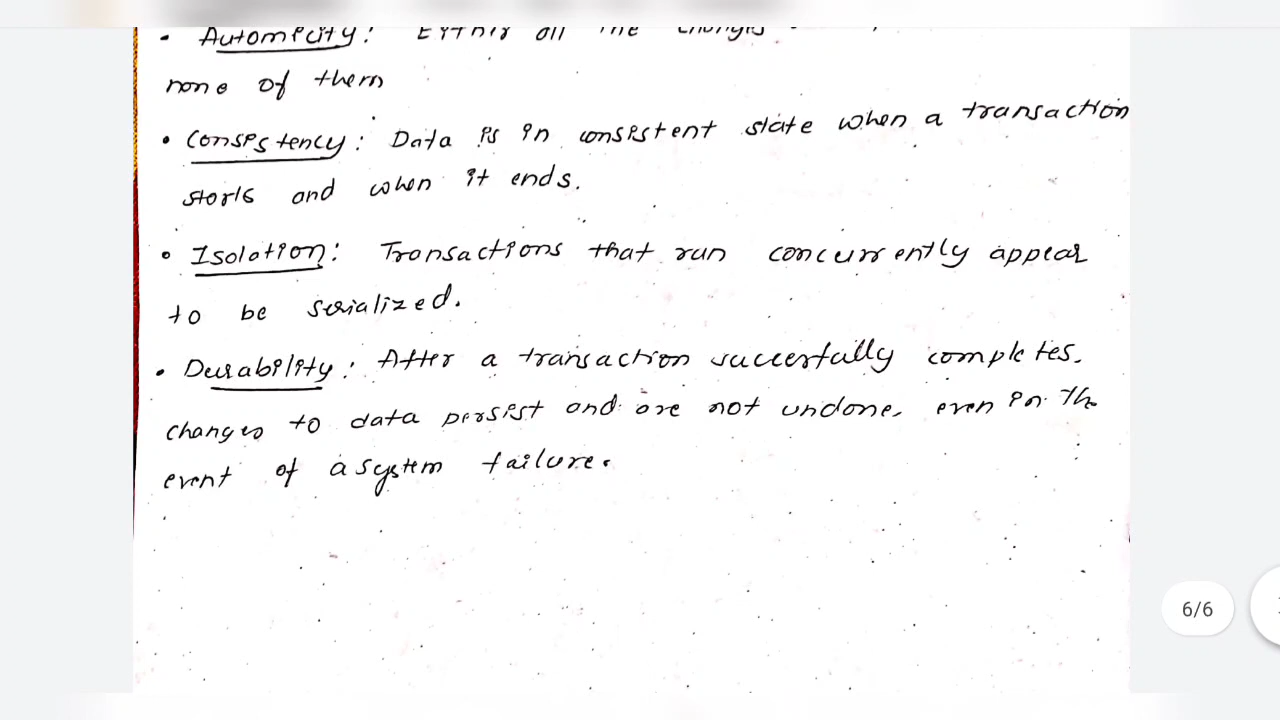 • Automicity: Either all the changes
none of them
• Consistency: Data is in consistent state when a transaction
starts and when it ends.
• Isolation: Transactions that run concurrently appear
to be serialized.
• Durability: After a transaction successfully completes.
changes to data persist and are not undone. even in the
event of a system failure.
6/6